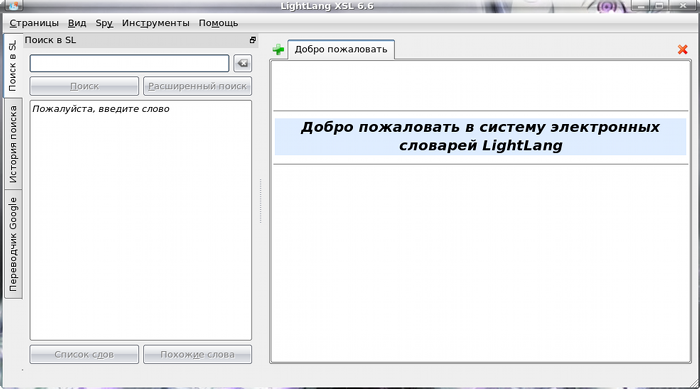 LightLang XSL 6.6
Страницы Вид Spy Инструменты Помощь
Поиск в SL
Добро пожаловать
Поиск в SL
История поиска
Переводчик Google
Поиск Расширенный поиск
Пожалуйста, введите слово
Список слов Похожие слова
Добро пожаловать в систему электронных
словарей LightLang